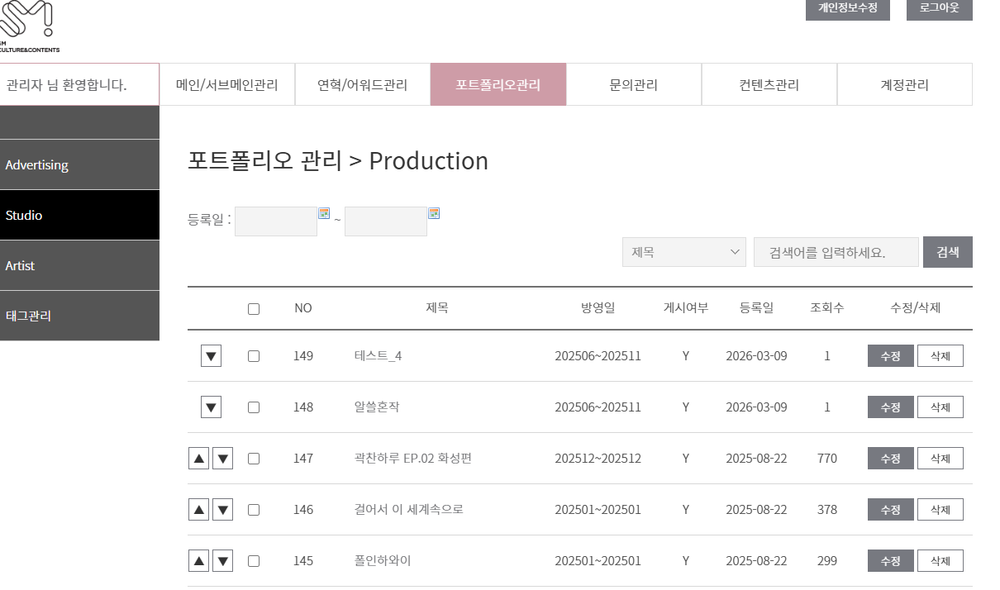 개인정보수정 로그아웃
SM
CULTURE&CONTENTS
관리자 님 환영합니다. 메인/서브메인관리 연혁/어워드관리 포트폴리오관리 문의관리 컨텐츠관리 계정관리
Advertising
Studio
Artist
태그관리
포트폴리오 관리 > Production
등록일 : ~
제목 검색어를 입력하세요. 검색
NO 제목 방영일 게시여부 등록일 조회수 수정/삭제
▼ 149 테스트_4 202506~202511 Y 2026-03-09 1 수정 삭제
▼ 148 알쓸혼작 202506~202511 Y 2026-03-09 1 수정 삭제
▲ ▼ 147 곽찬하루 EP.02 화성편 202512~202512 Y 2025-08-22 770 수정 삭제
▲ ▼ 146 걸어서 이 세계속으로 202501~202501 Y 2025-08-22 378 수정 삭제
▲ ▼ 145 폴인하와이 202501~202501 Y 2025-08-22 299 수정 삭제